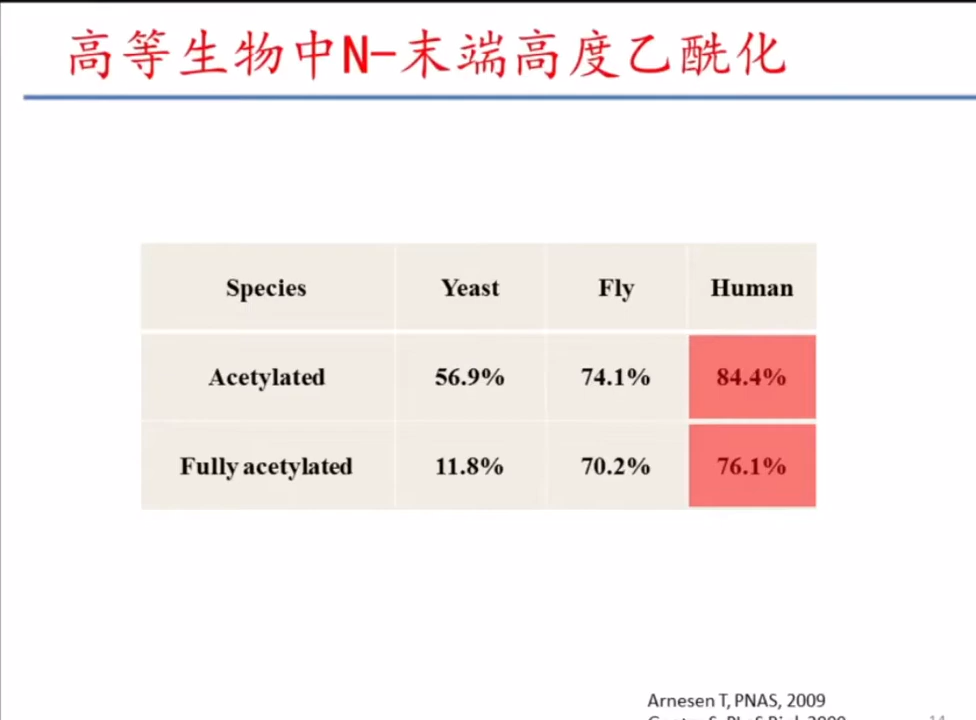 高等生物中N-末端高度乙酰化
Species Yeast Fly Human
Acetylated 56.9% 74.1% 84.4%
Fully acetylated 11.8% 70.2% 76.1%
Arnesen T, PNAS, 2009